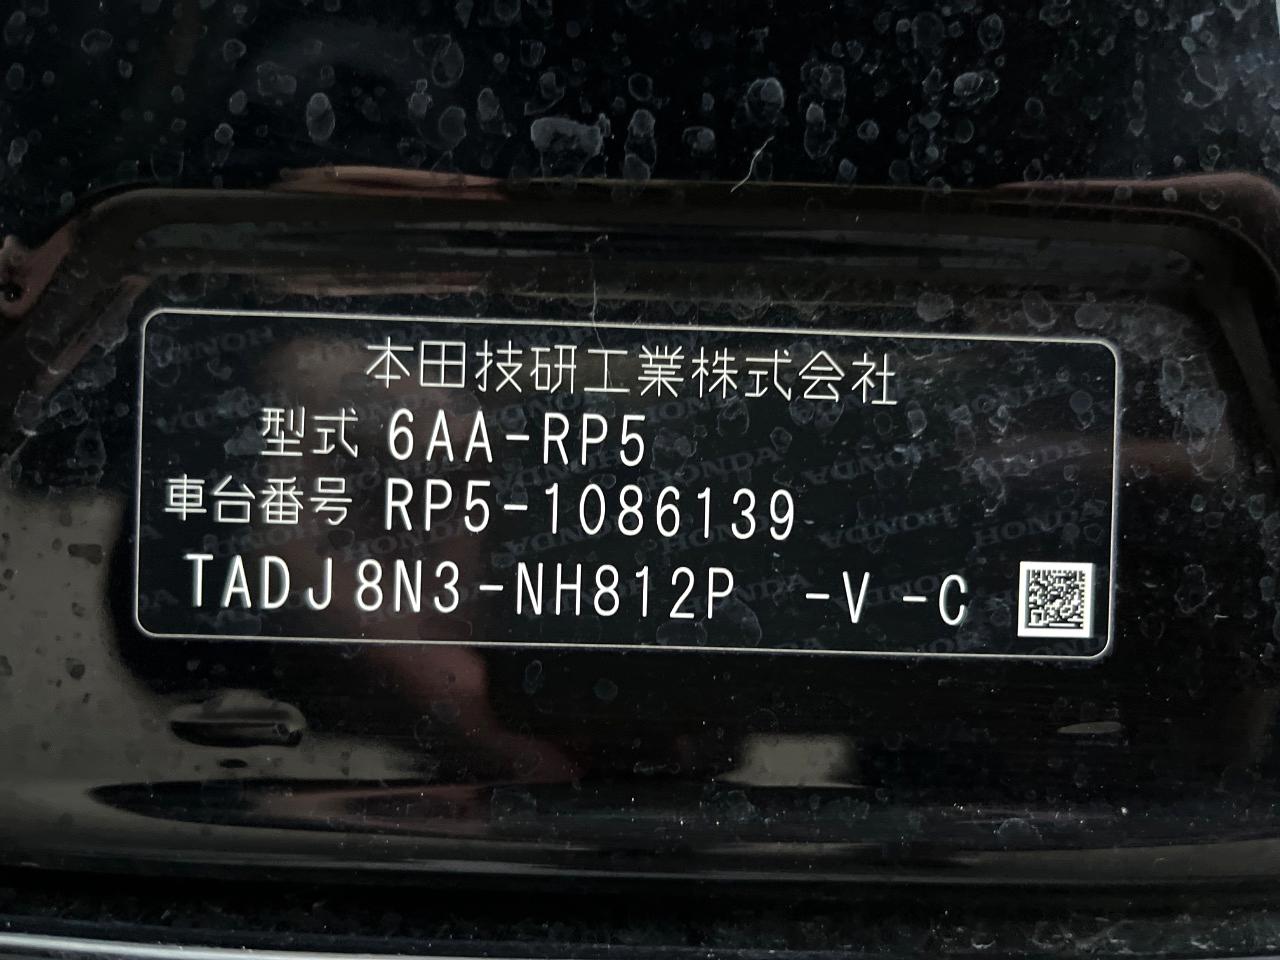 本田技研工業株式会社
型式 6AA-RP5
車台番号 RP5-1086139
TADJ8N3-NH812P -V-C